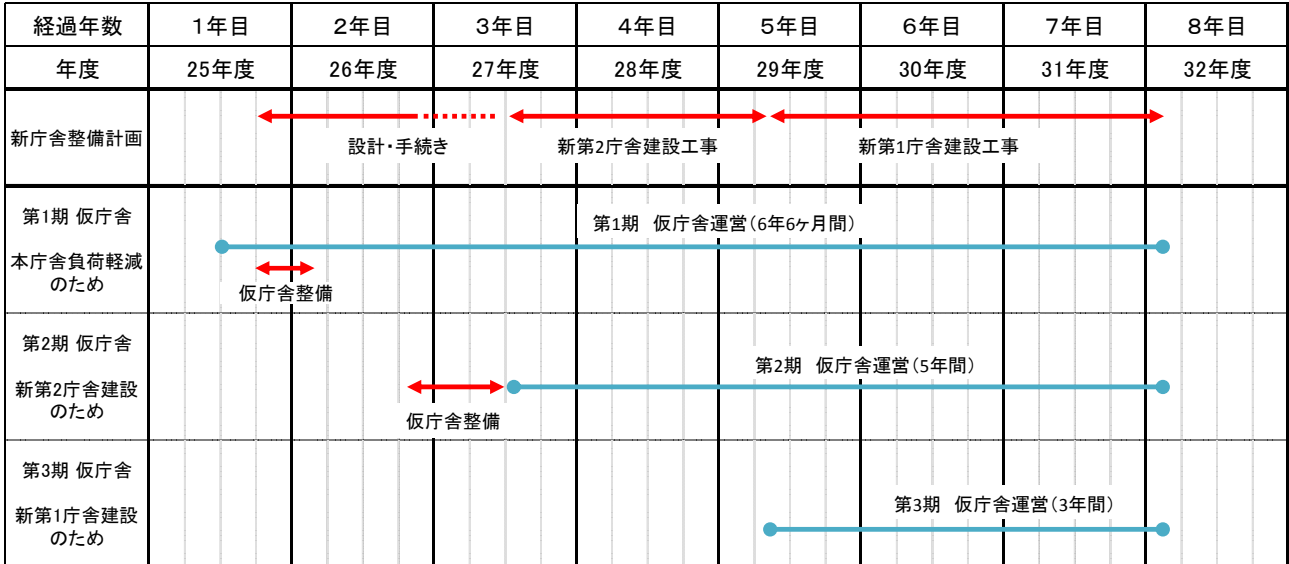 経過年数 1年目 2年目 3年目 4年目 5年目 6年目 7年目 8年目
年度 25年度 26年度 27年度 28年度 29年度 30年度 31年度 32年度
新庁舎整備計画
設計・手続き
新第2庁舎建設工事
新第1庁舎建設工事
第1期 仮庁舎
本庁舎負荷軽減
のため
第1期 仮庁舎運営(6年6ヶ月間)
仮庁舎整備
第2期 仮庁舎
新第2庁舎建設
のため
第2期 仮庁舎運営(5年間)
仮庁舎整備
第3期 仮庁舎
新第1庁舎建設
のため
第3期 仮庁舎運営(3年間)